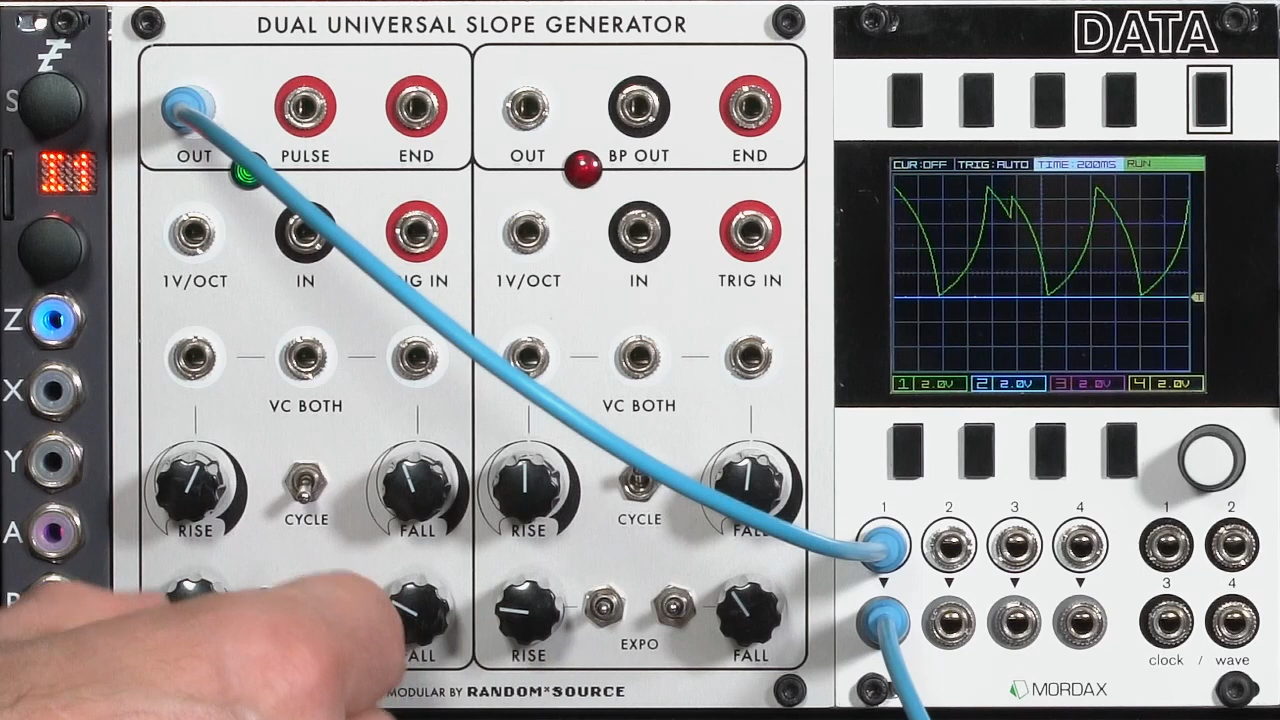 DUAL UNIVERSAL SLOPE GENERATOR
DATA
S
OUT PULSE END OUT BP OUT END
CUR:OFF TRIG:AUTO TIME:200MS RUN
1V/OCT IN IG IN 1V/OCT IN TRIG IN
Z
X
VC BOTH VC BOTH
1 2.0V 2 2.0V 3 2.0V 4 2.0V
Y
A
RISE CYCLE FALL RISE CYCLE FALL
1 2 3 4 1 2
3 4
EXPO
FALL RISE FALL
clock / wave
MODULAR BY RANDOM*SOURCE
MORDAX